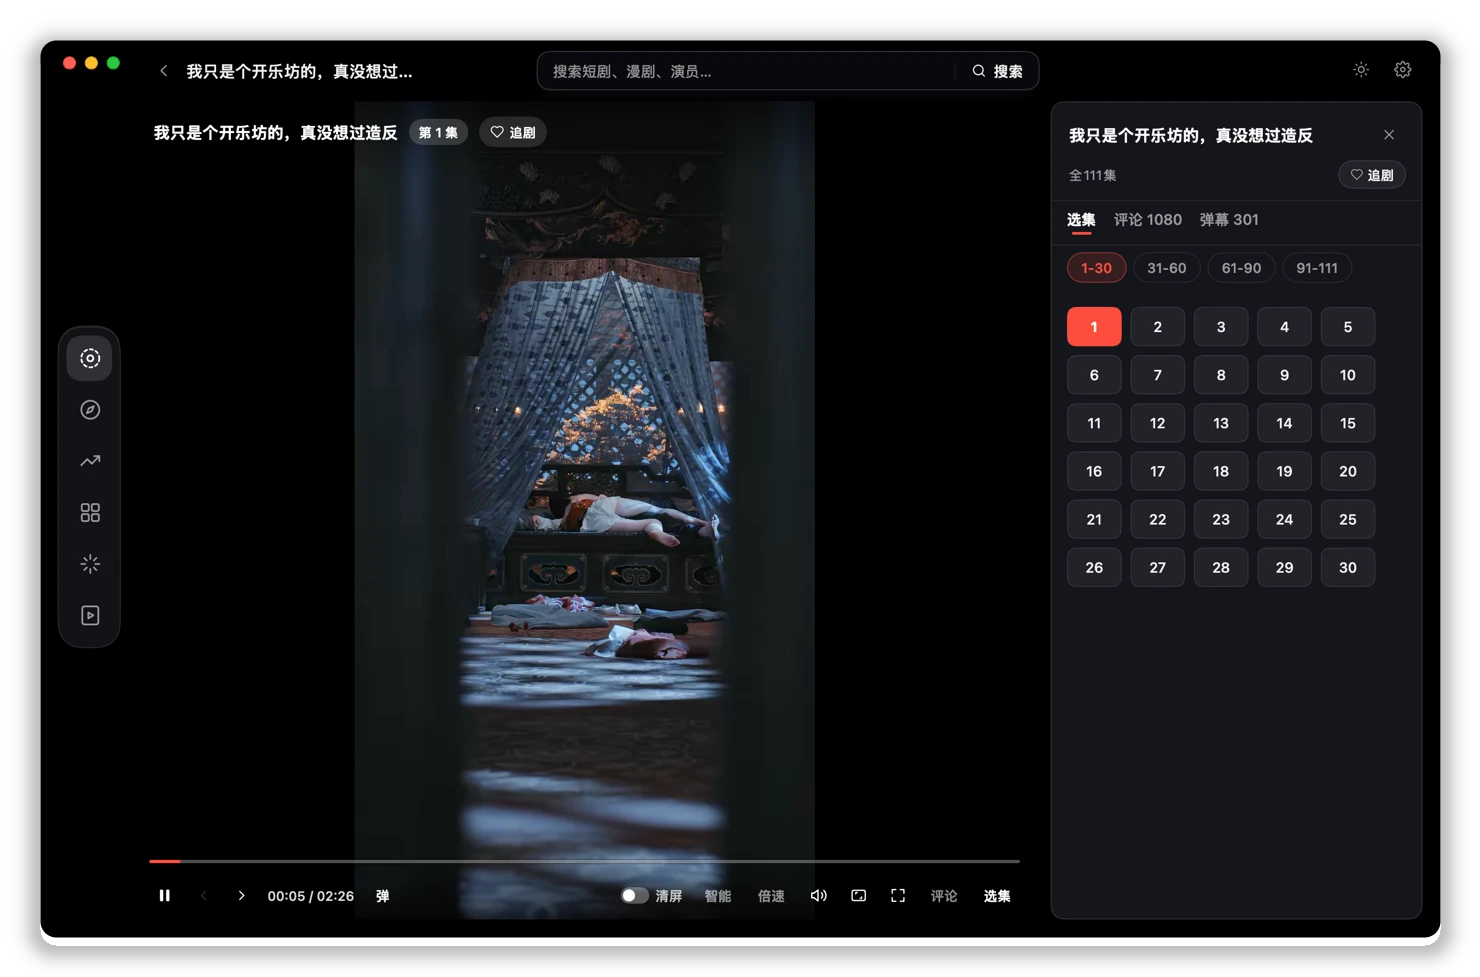 我只是个开乐坊的，真没想过...
搜索短剧、漫剧、演员...
搜索
我只是个开乐坊的，真没想过造反
第 1 集
追剧
00:05 / 02:26
弹
清屏
智能
倍速
评论
选集
我只是个开乐坊的，真没想过造反
全111集
追剧
选集 评论 1080 弹幕 301
1-30 31-60 61-90 91-111
1 2 3 4 5
6 7 8 9 10
11 12 13 14 15
16 17 18 19 20
21 22 23 24 25
26 27 28 29 30